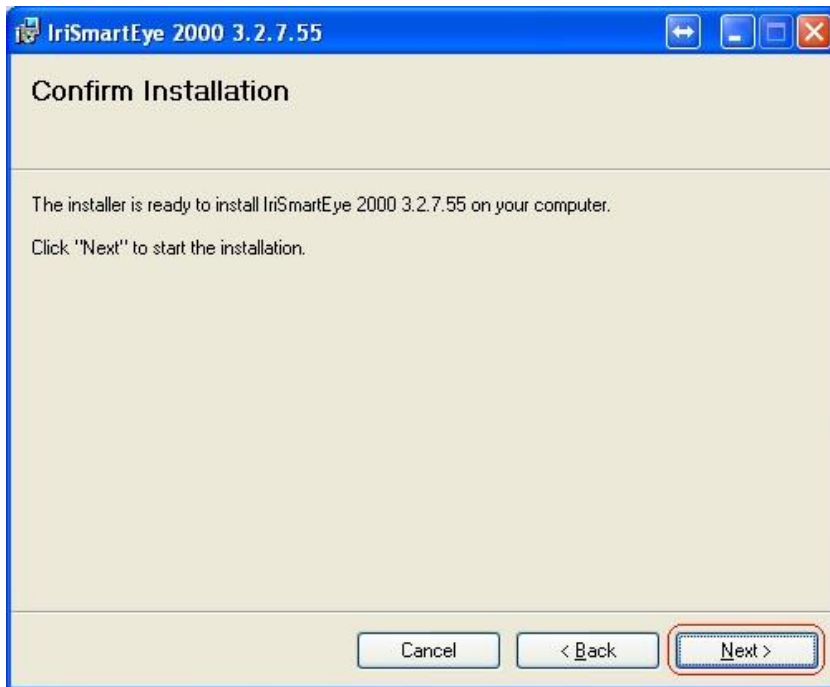 IriSmartEye 2000 3.2.7.55
Confirm Installation
The installer is ready to install IriSmartEye 2000 3.2.7.55 on your computer.
Click "Next" to start the installation.
Cancel < Back Next >